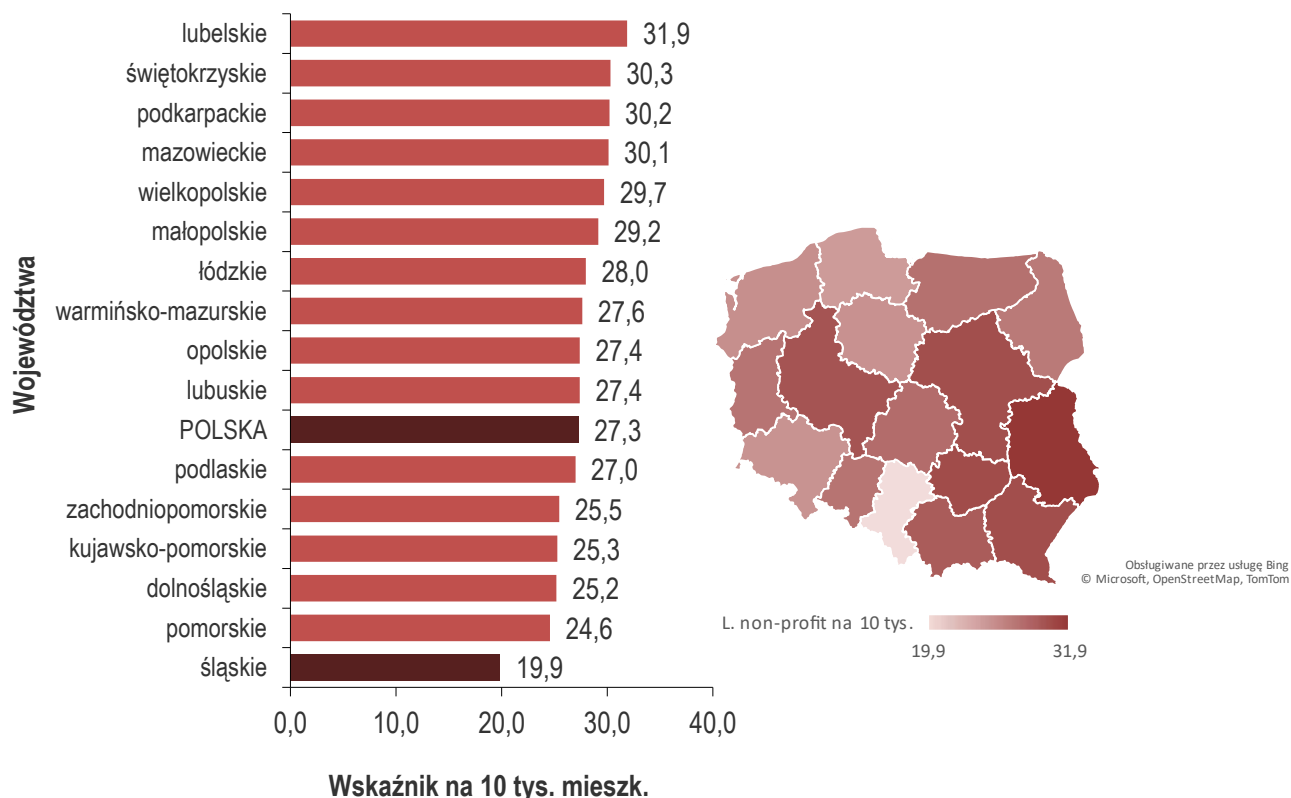 lubelskie 31,9
świętokrzyskie 30,3
podkarpackie 30,2
mazowieckie 30,1
wielkopolskie 29,7
małopolskie 29,2
łódzkie 28,0
warmińsko-mazurskie 27,6
opolskie 27,4
lubuskie 27,4
POLSKA 27,3
podlaskie 27,0
zachodniopomorskie 25,5
kujawsko-pomorskie 25,3
dolnośląskie 25,2
pomorskie 24,6
śląskie 19,9
0,0 10,0 20,0 30,0 40,0
Wskaźnik na 10 tys. mieszk.
Województwa
Obsługiwane przez usługę Bing
© Microsoft, OpenStreetMap, TomTom
L. non-profit na 10 tys.
19,9 31,9